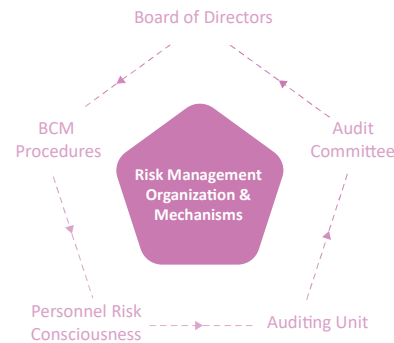 Board of Directors
BCM
Procedures
Audit
Committee
Risk Management
Organization &
Mechanisms
Personnel Risk
Consciousness
Auditing Unit